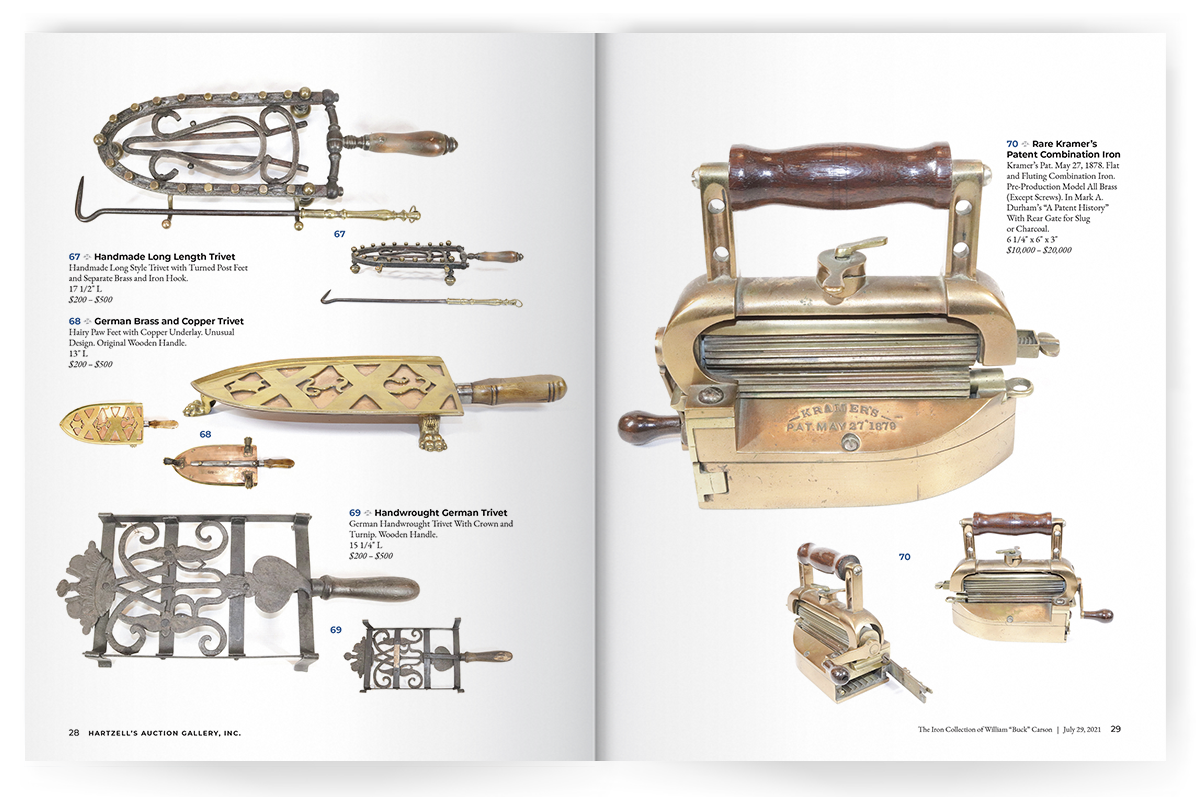 67
67 ✣ Handmade Long Length Trivet
Handmade Long Style Trivet with Turned Post Feet
and Separate Brass and Iron Hook.
17 1/2" L
$200 – $500
68 ✣ German Brass and Copper Trivet
Hairy Paw Feet with Copper Underlay. Unusual
Design. Original Wooden Handle.
13" L
$200 – $500
68
69 ✣ Handwrought German Trivet
German Handwrought Trivet With Crown and
Turnip. Wooden Handle.
15 1/4" L
$200 – $500
69
28 HARTZELL'S AUCTION GALLERY, INC.
70 ✣ Rare Kramer's
Patent Combination Iron
Kramer's Pat. May 27, 1878. Flat
and Fluting Combination Iron.
Pre-Production Model All Brass
(Except Screws). In Mark A.
Durham's "A Patent History"
With Rear Gate for Slug
or Charcoal.
6 1/4" x 6" x 3"
$10,000 – $20,000
KRAMER'S
PAT. MAY 27 1879
70
The Iron Collection of William "Buck" Carson | July 29, 2021 29